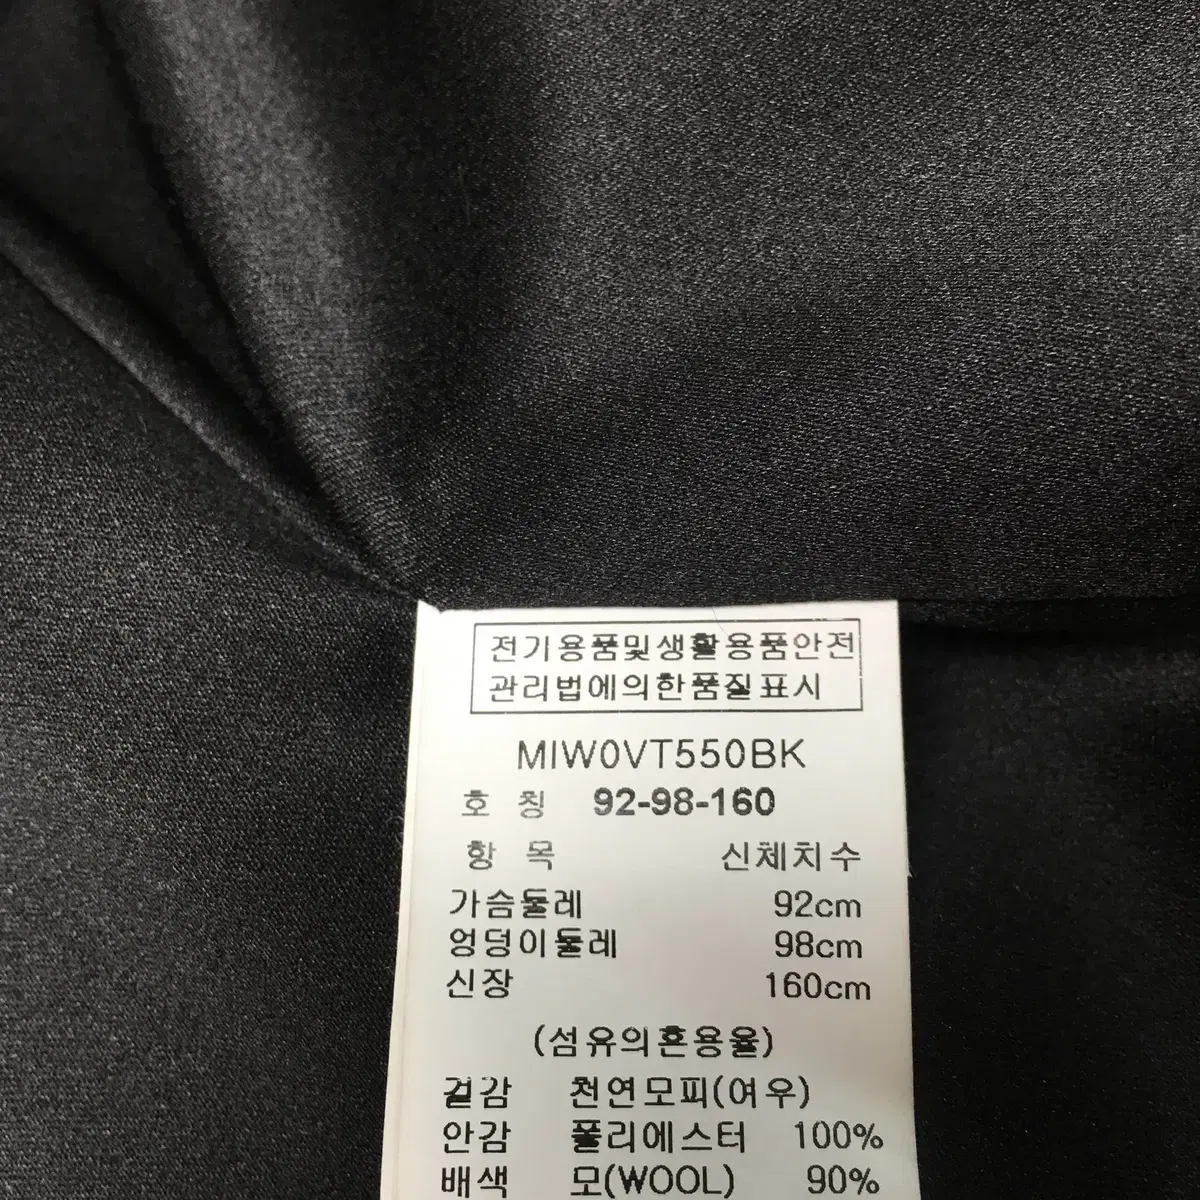 전기용품및생활용품안전
관리법에의한품질표시
MIW0VT550BK
호 칭 92-98-160
항 목 신체치수
가슴둘레 92cm
엉덩이둘레 98cm
신장 160cm
(섬유의혼용율)
겉감 천연모피(여우)
안감 폴리에스터 100%
배색 모(WOOL) 90%